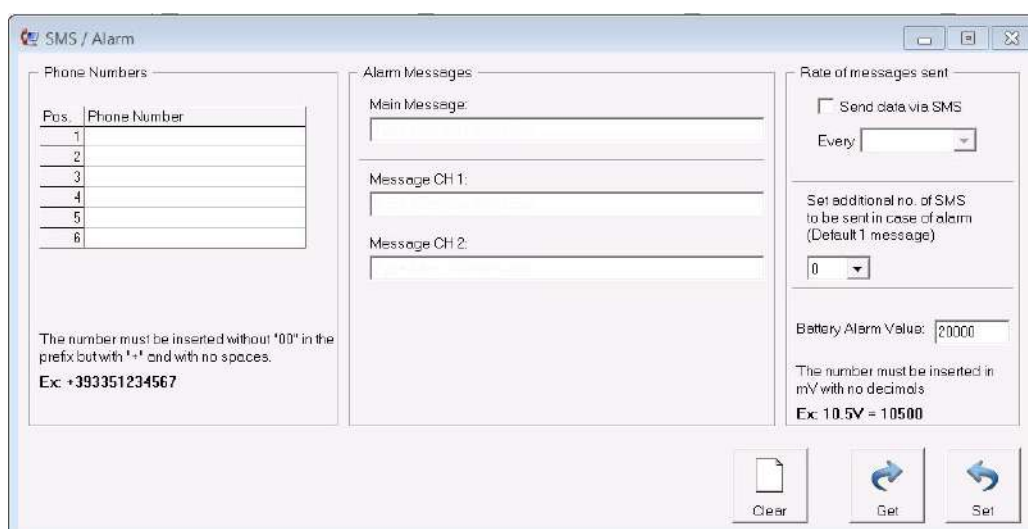 SMS / Alarm
Phone Numbers
Pos. Phone Number
1
2
3
4
5
6
The number must be inserted without "00" in the
prefix but with "+" and with no spaces.
Ex: +393351234567
Alarm Messages
Main Message:
Message CH 1:
Message CH 2:
Rate of messages sent
Send data via SMS
Every
Set additional no. of SMS
to be sent in case of alarm
(Default 1 message)
0
Battery Alarm Value: 20000
The number must be inserted in
mV with no decimals
Ex: 10.5V = 10500
Clear
Get
Set